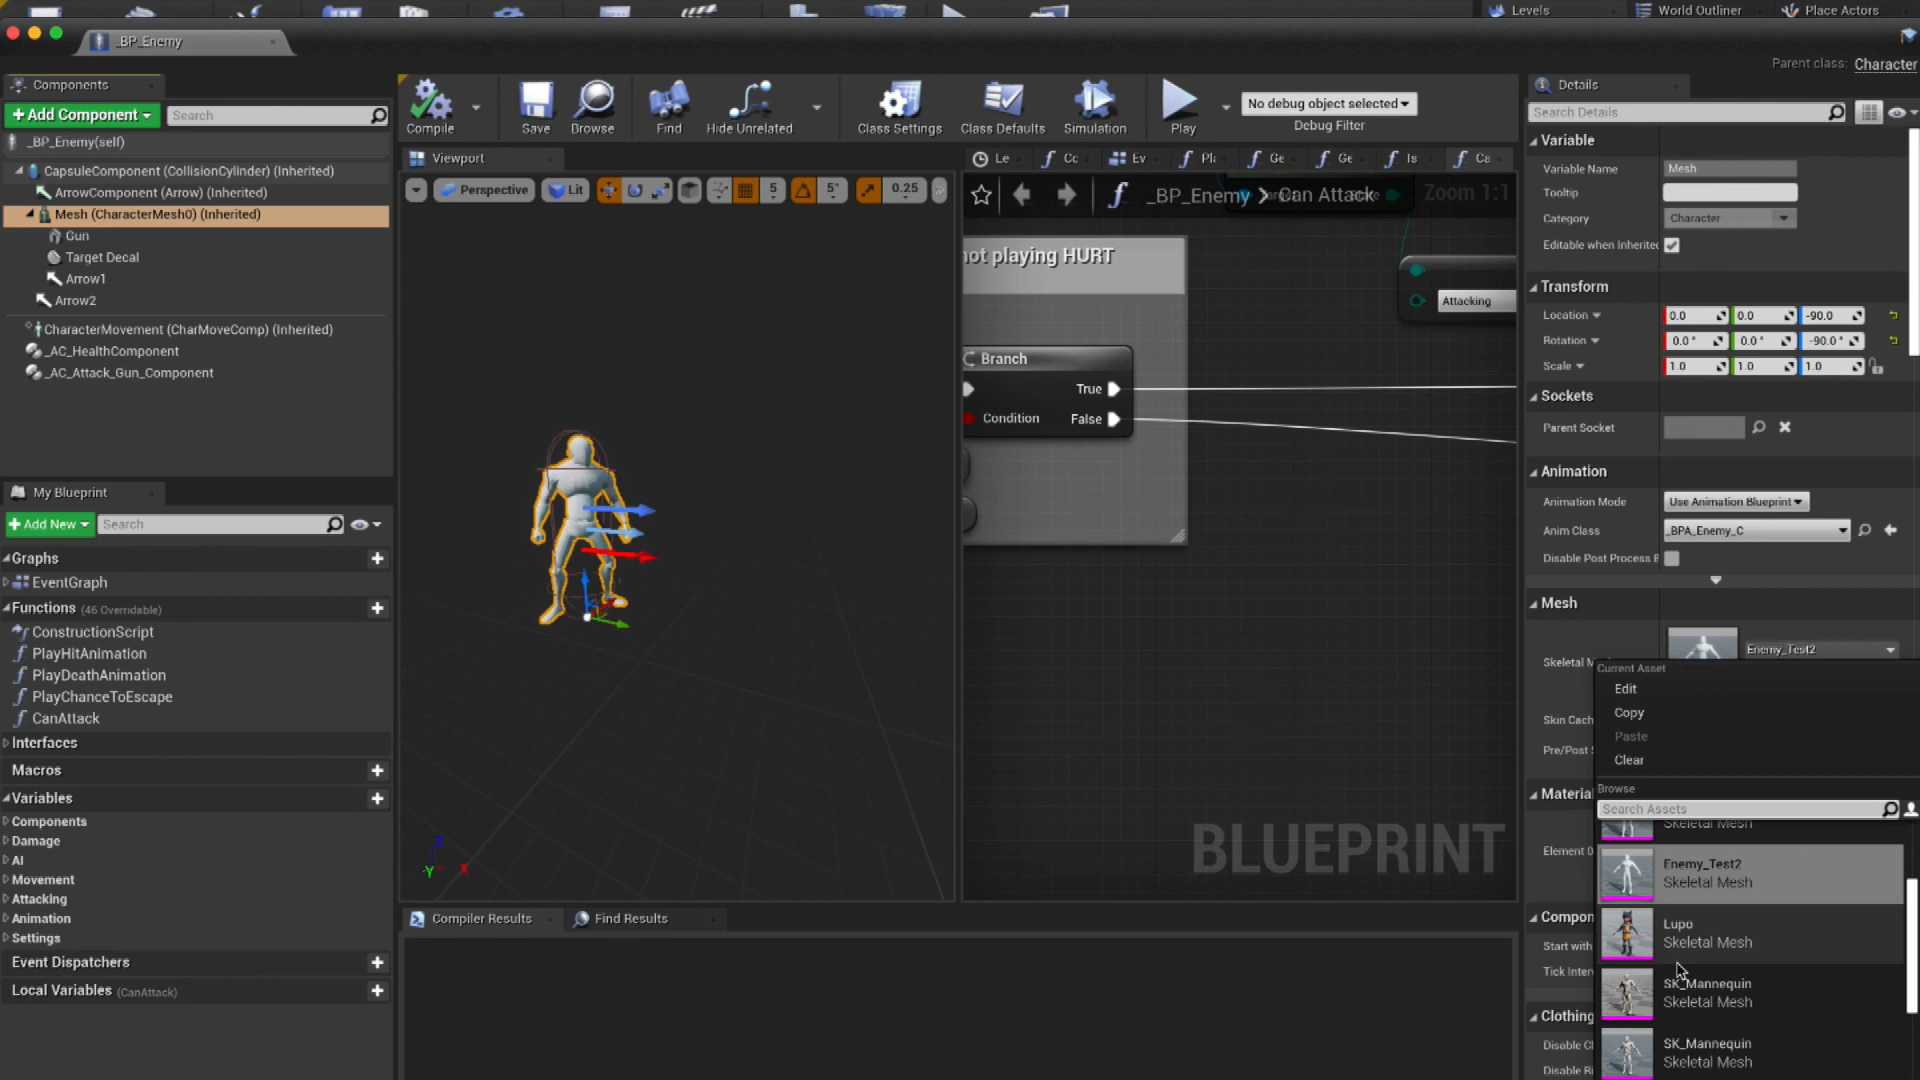 Levels
World Outliner
Place Actors
_BP_Enemy
Parent class: Character
Components
+ Add Component
Search
_BP_Enemy(self)
CapsuleComponent (CollisionCylinder) (Inherited)
ArrowComponent (Arrow) (Inherited)
Mesh (CharacterMesh0) (Inherited)
Gun
Target Decal
Arrow1
Arrow2
CharacterMovement (CharMoveComp) (Inherited)
_AC_HealthComponent
_AC_Attack_Gun_Component
My Blueprint
+ Add New
Search
Graphs
EventGraph
Functions (46 Overridable)
ConstructionScript
PlayHitAnimation
PlayDeathAnimation
PlayChanceToEscape
CanAttack
Interfaces
Macros
Variables
Components
Damage
AI
Movement
Attacking
Animation
Settings
Event Dispatchers
Local Variables (CanAttack)
Compile
Save
Browse
Find
Hide Unrelated
Class Settings
Class Defaults
Simulation
Play
No debug object selected
Debug Filter
Viewport
Perspective
Lit
5
5°
0.25
Z
Y
X
Le
Cc
Ev
Pl
Ge
Ge
Is
Ca
_BP_Enemy > Can Attack
Zoom 1:1
not playing HURT
Branch
True
Condition
False
Attacking
BLUEPRINT
Compiler Results
Find Results
Details
Search Details
Variable
Variable Name
Mesh
Tooltip
Category
Character
Editable when Inherited
Transform
Location
0.0
0.0
-90.0
Rotation
0.0°
0.0°
-90.0°
Scale
1.0
1.0
1.0
Sockets
Parent Socket
Animation
Animation Mode
Use Animation Blueprint
Anim Class
_BPA_Enemy_C
Disable Post Process B
Mesh
Skeletal M
Enemy_Test2
Skin Cach
Pre/Post S
Material
Element 0
Compon
Start with
Tick Interv
Clothing
Disable Cl
Disable Bi
Current Asset
Edit
Copy
Paste
Clear
Browse
Search Assets
Skeletal Mesh
Enemy_Test2
Skeletal Mesh
Lupo
Skeletal Mesh
SK_Mannequin
Skeletal Mesh
SK_Mannequin
Skeletal Mesh